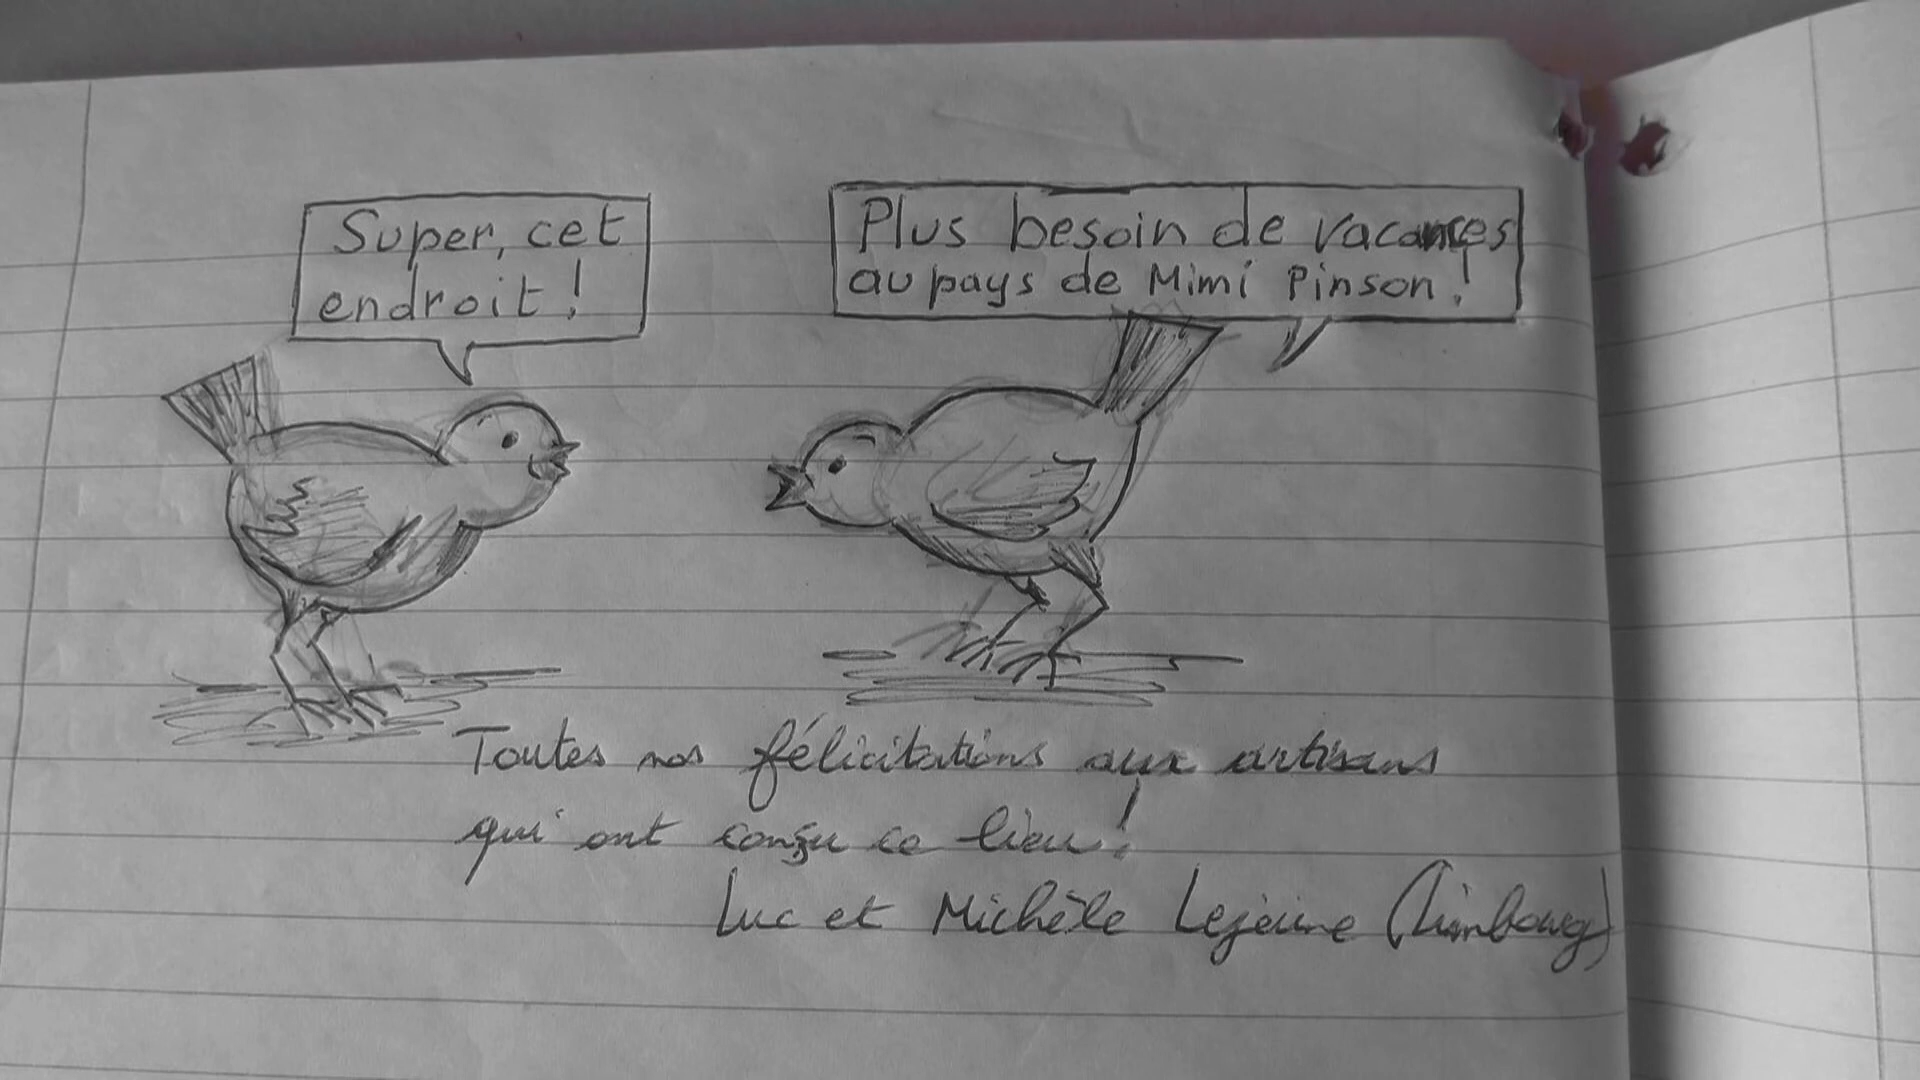 Super, cet
endroit !
Plus besoin de vacances
au pays de Mimi Pinson !
Toutes nos félicitations aux artisans
qui ont conçu ce lieu !
Luc et Michèle Lejeune (Limbourg)